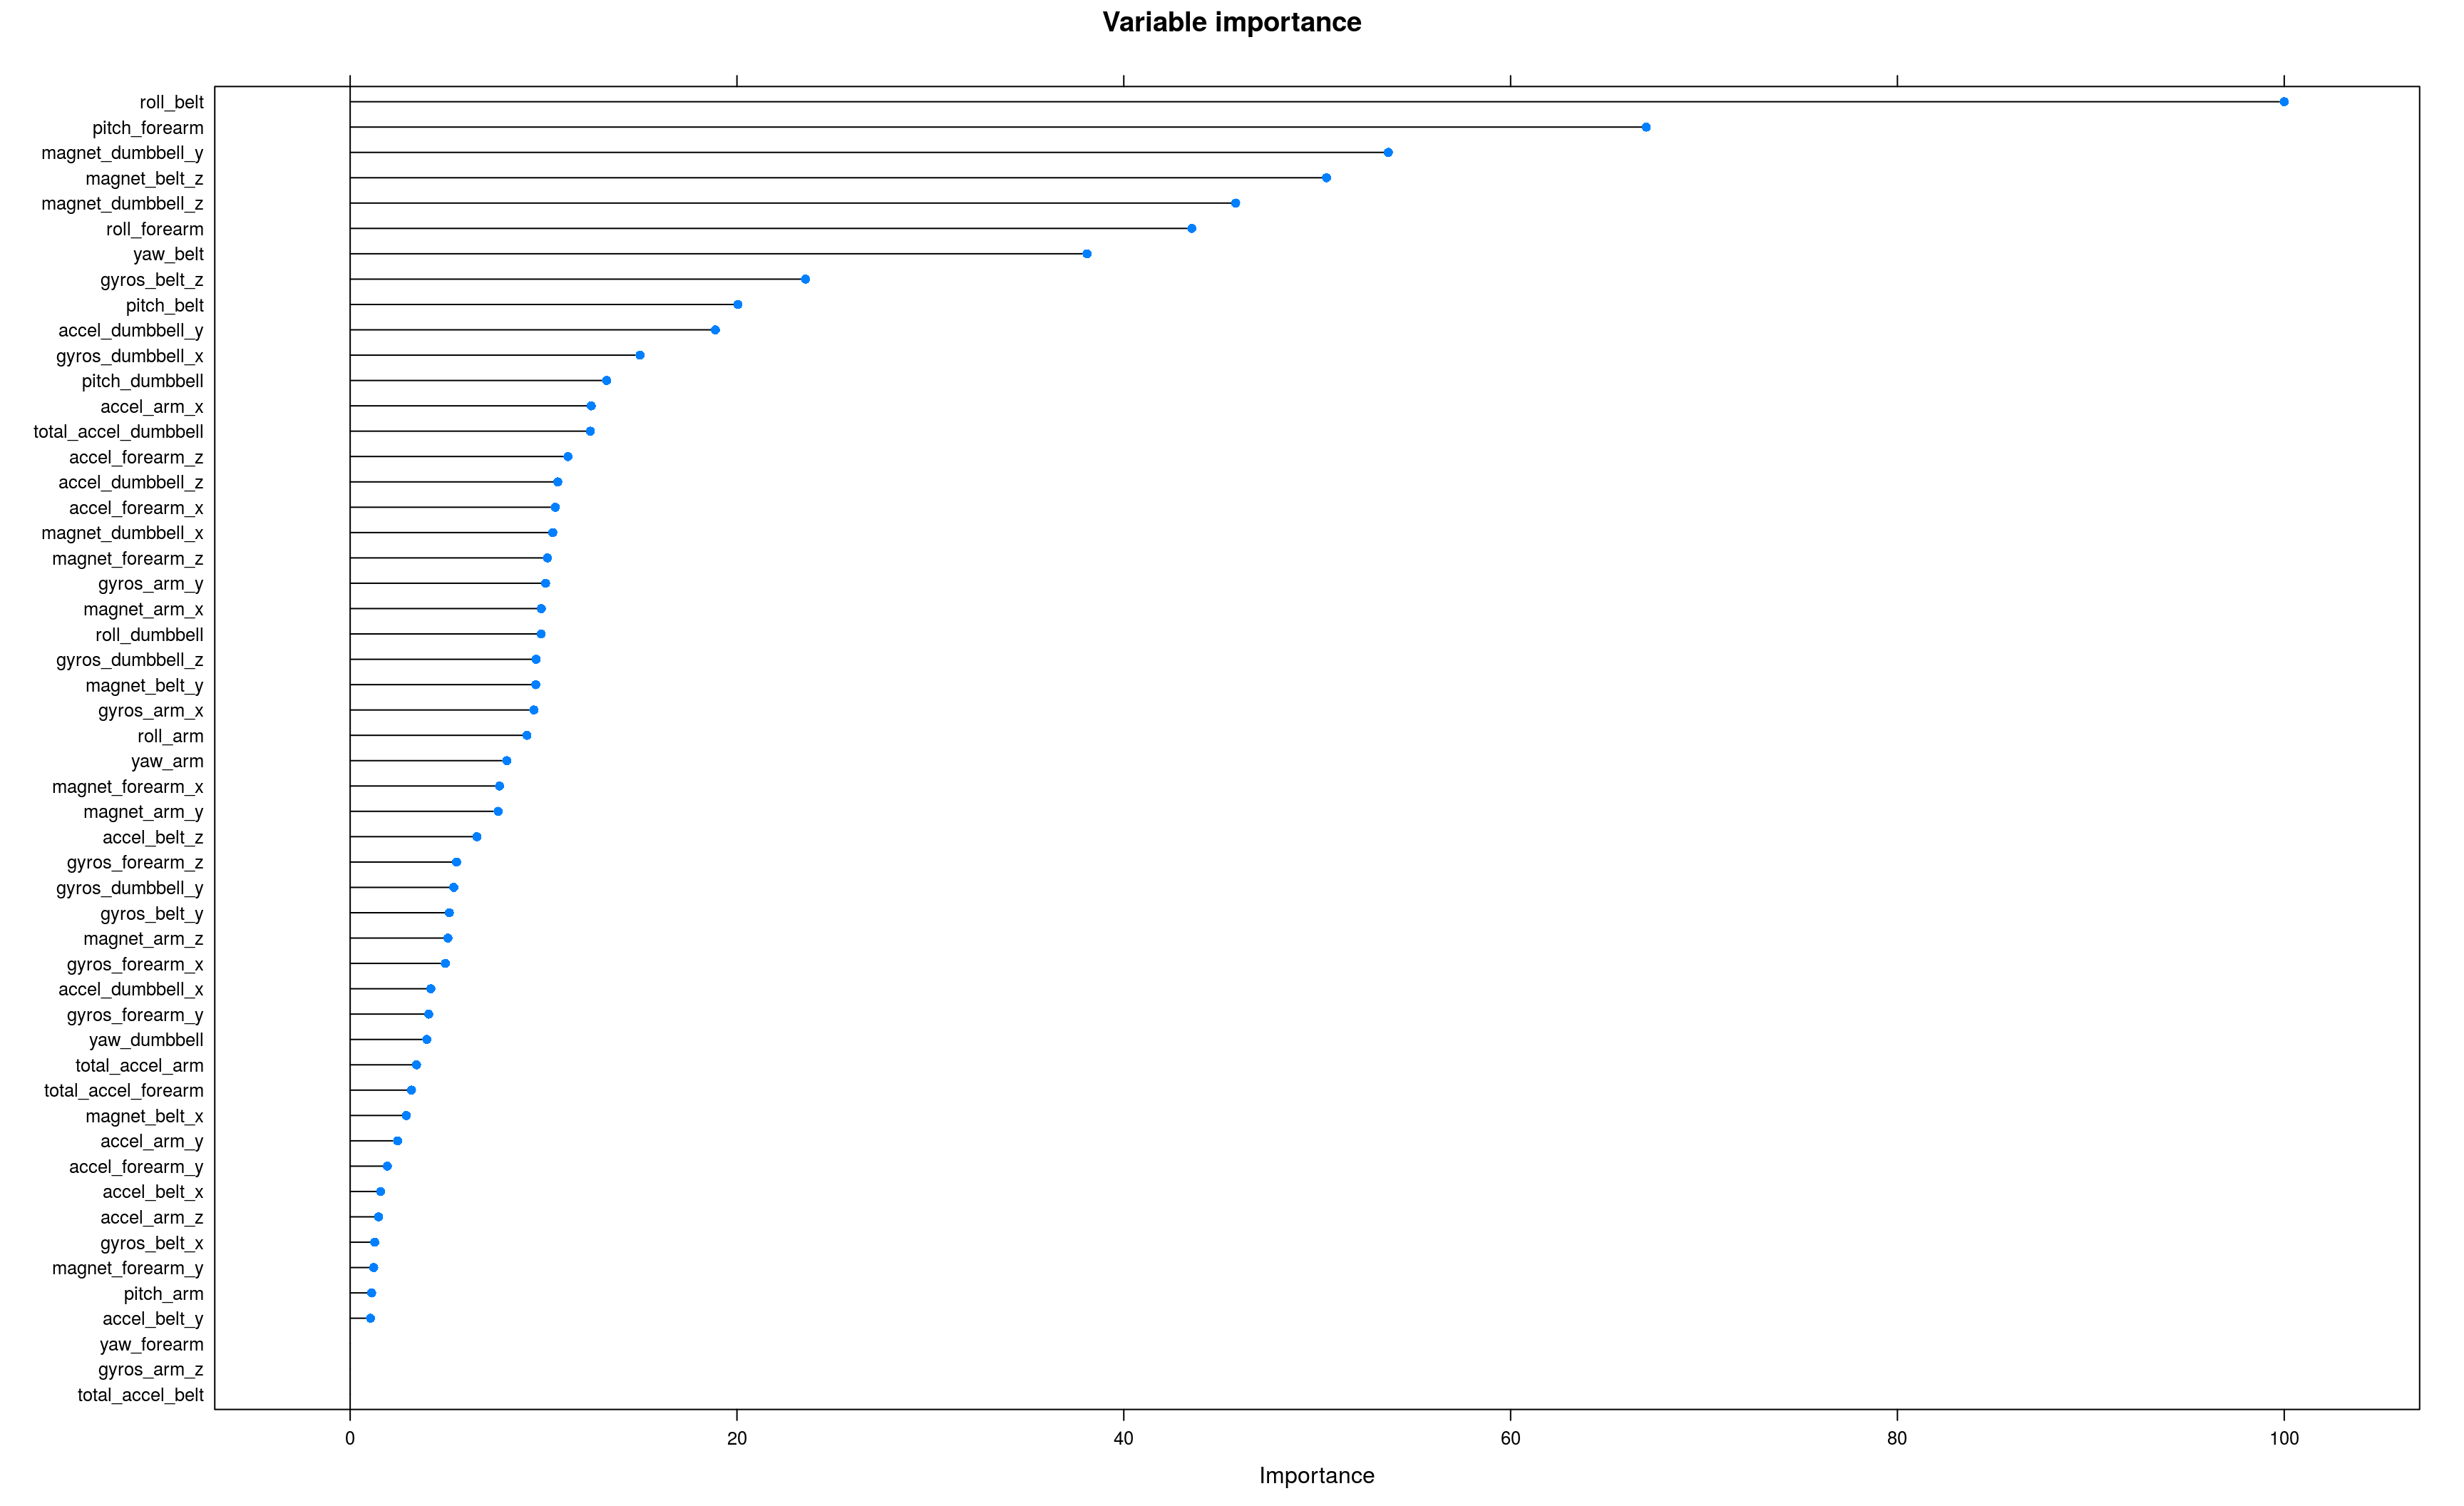 Variable importance
roll_belt
pitch_forearm
magnet_dumbbell_y
magnet_belt_z
magnet_dumbbell_z
roll_forearm
yaw_belt
gyros_belt_z
pitch_belt
accel_dumbbell_y
gyros_dumbbell_x
pitch_dumbbell
accel_arm_x
total_accel_dumbbell
accel_forearm_z
accel_dumbbell_z
accel_forearm_x
magnet_dumbbell_x
magnet_forearm_z
gyros_arm_y
magnet_arm_x
roll_dumbbell
gyros_dumbbell_z
magnet_belt_y
gyros_arm_x
roll_arm
yaw_arm
magnet_forearm_x
magnet_arm_y
accel_belt_z
gyros_forearm_z
gyros_dumbbell_y
gyros_belt_y
magnet_arm_z
gyros_forearm_x
accel_dumbbell_x
gyros_forearm_y
yaw_dumbbell
total_accel_arm
total_accel_forearm
magnet_belt_x
accel_arm_y
accel_forearm_y
accel_belt_x
accel_arm_z
gyros_belt_x
magnet_forearm_y
pitch_arm
accel_belt_y
yaw_forearm
gyros_arm_z
total_accel_belt
0 20 40 60 80 100
Importance